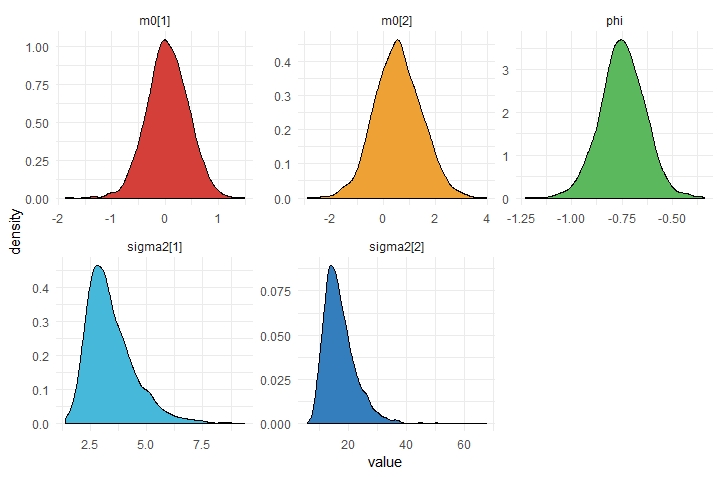 m0[1] m0[2] phi
1.00 0.75 0.50 0.25 0.00
-2 -1 0 1
0.4 0.3 0.2 0.1 0.0
-2 0 2 4
3 2 1 0
-1.25 -1.00 -0.75 -0.50
density
sigma2[1] sigma2[2]
0.4 0.3 0.2 0.1 0.0
2.5 5.0 7.5
0.075 0.050 0.025 0.000
20 40 60
value